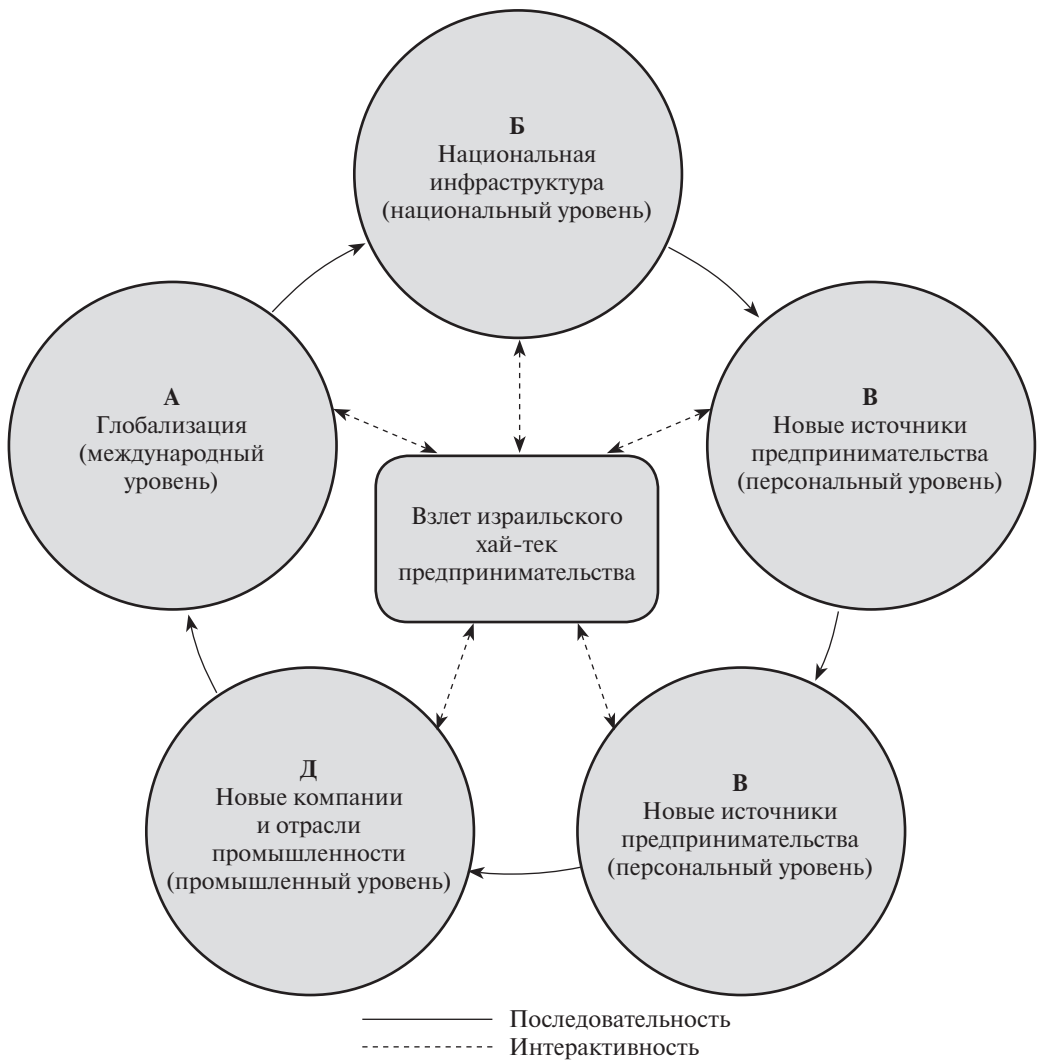 Б
Национальная
инфраструктура
(национальный уровень)
А
Глобализация
(международный
уровень)
В
Новые источники
предпринимательства
(персональный уровень)
Взлет израильского
хай-тек
предпринимательства
Д
Новые компании
и отрасли
промышленности
(промышленный уровень)
В
Новые источники
предпринимательства
(персональный уровень)
Последовательность
Интерактивность